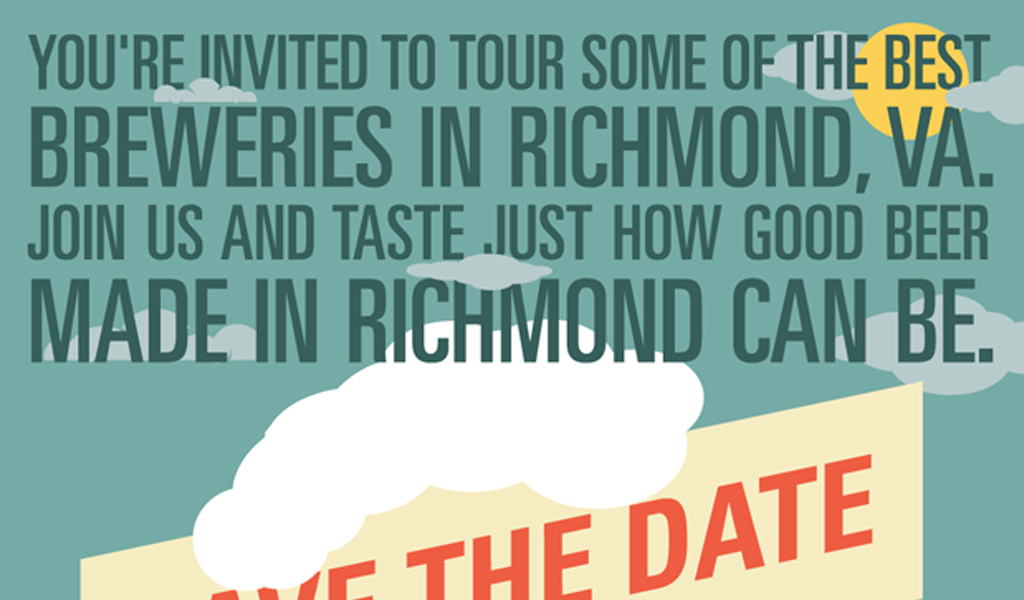 YOU'RE INVITED TO TOUR SOME OF THE BEST
BREWERIES IN RICHMOND, VA.
JOIN US AND TASTE JUST HOW GOOD BEER
MADE IN RICHMOND CAN BE.
THE DATE